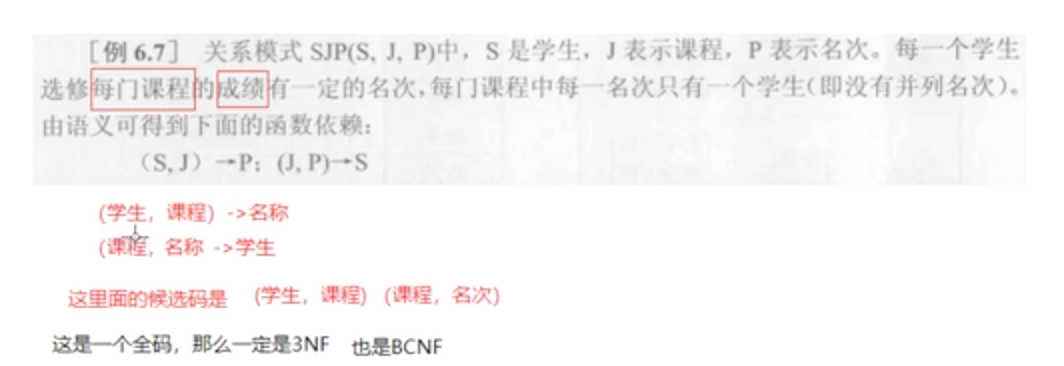 ［例 6.7］ 关系模式 SJP(S, J, P)中，S 是学生，J 表示课程，P 表示名次。每一个学生
选修每门课程的成绩有一定的名次，每门课程中每一名次只有一个学生（即没有并列名次）。
由语义可得到下面的函数依赖：
（S, J）→P；(J, P)→S
(学生，课程) ->名称
(课程，名称 ->学生
这里面的候选码是 (学生，课程) (课程，名次)
这是一个全码，那么一定是3NF 也是BCNF